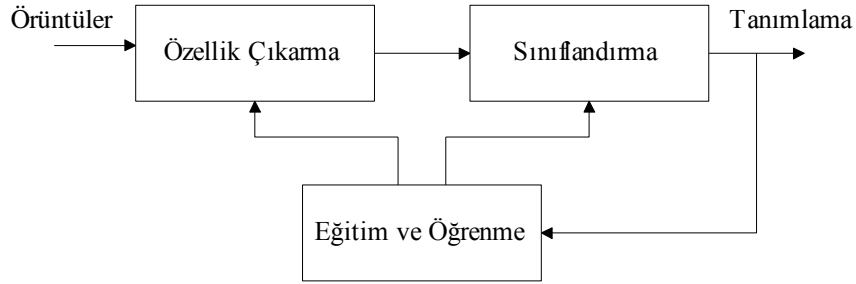 Örüntüler
Özellik Çıkarma
Sınıflandırma
Tanımlama
Eğitim ve Öğrenme